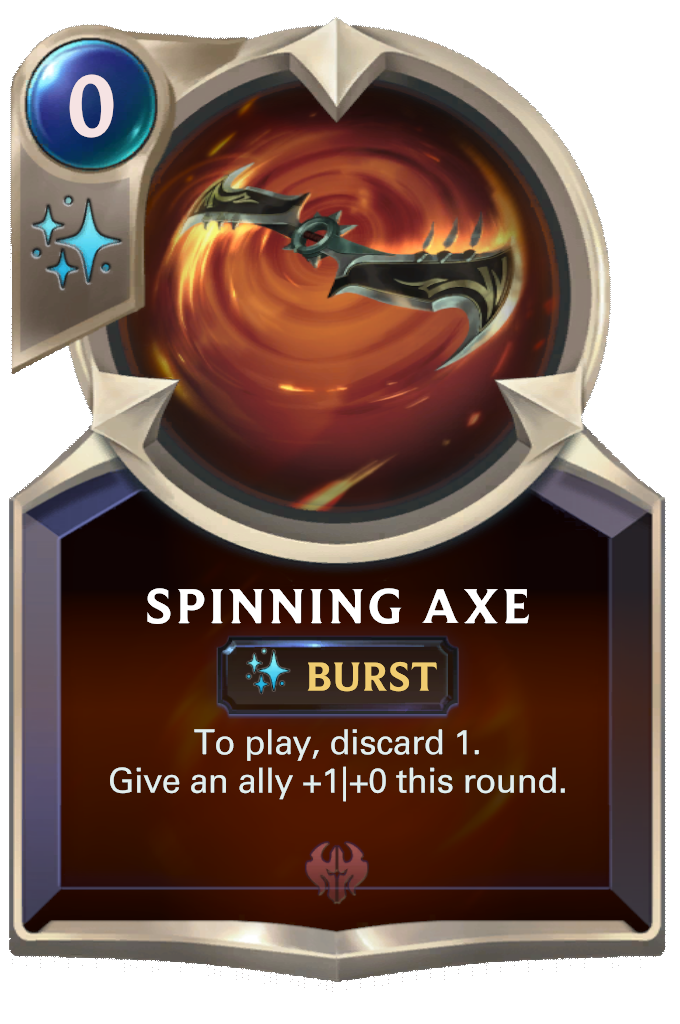 0
SPINNING AXE
BURST
To play, discard 1.
Give an ally +1|+0 this round.